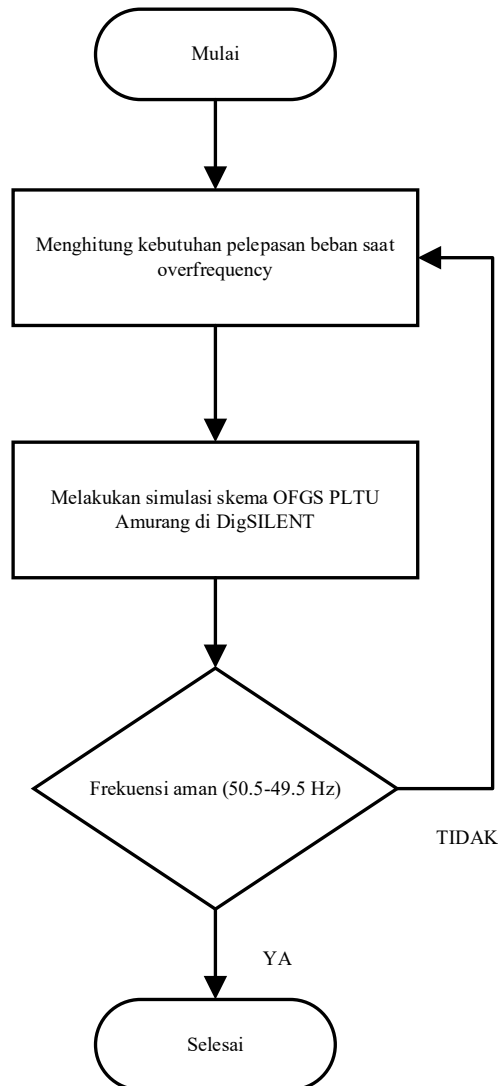 Mulai
Menghitung kebutuhan pelepasan beban saat
overfrequency
Melakukan simulasi skema OFGS PLTU
Amurang di DigSILENT
Frekuensi aman (50.5-49.5 Hz)
TIDAK
YA
Selesai